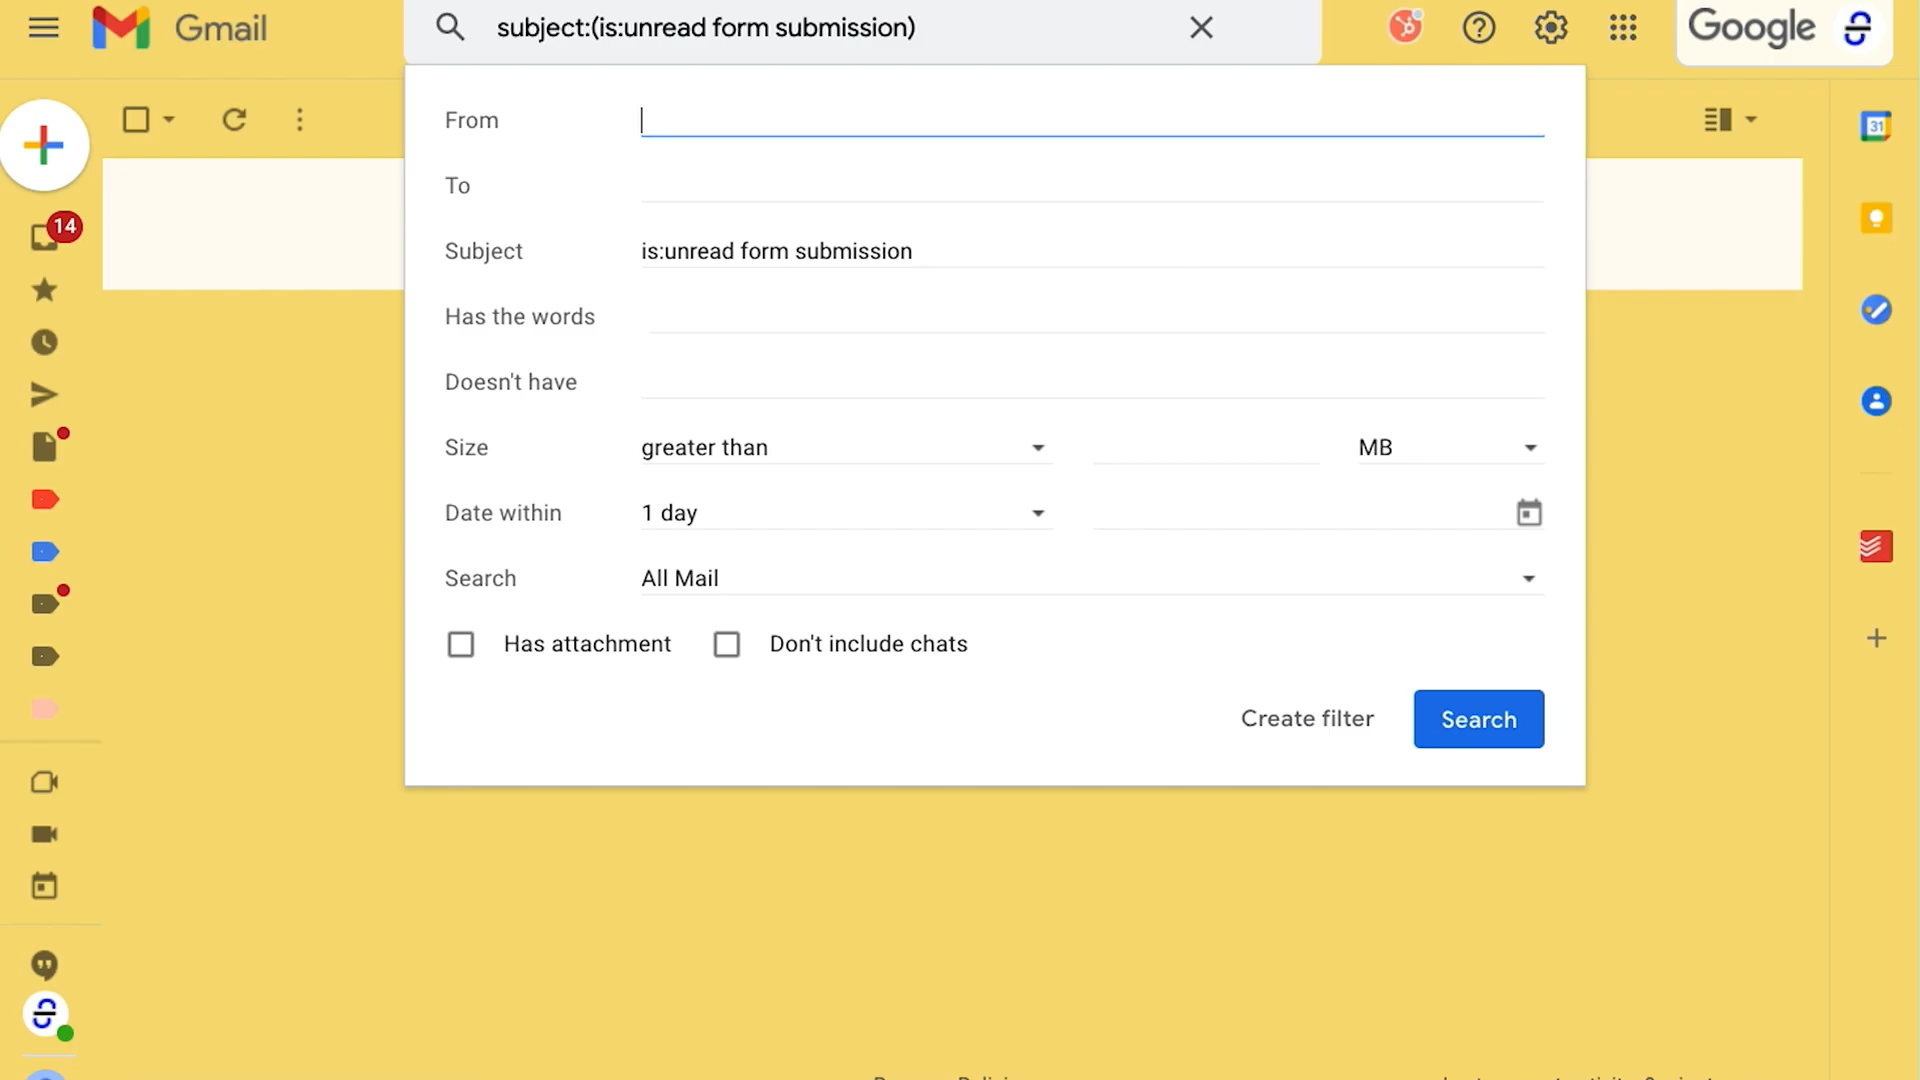 Gmail
subject:(is:unread form submission)
Google
From
To
Subject is:unread form submission
Has the words
Doesn't have
Size greater than MB
Date within 1 day
Search All Mail
Has attachment Don't include chats
Create filter Search
14
31